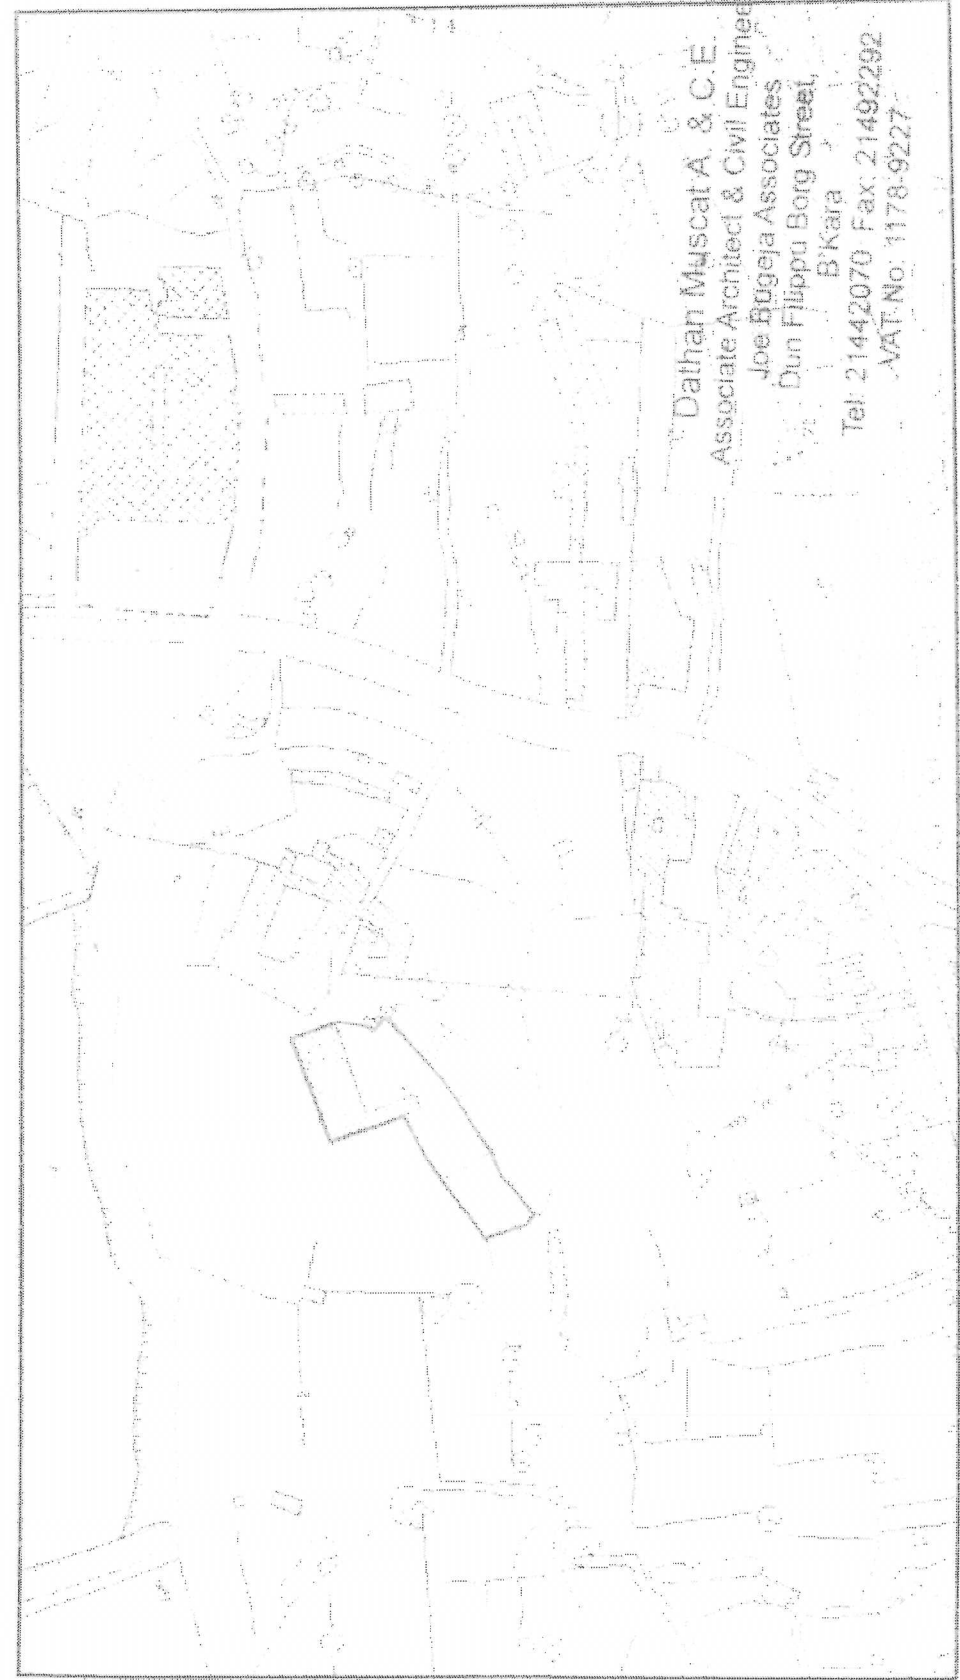 Dathan Muscat A. & C.E.
Associate Architect & Civil Enginee
Joe Bugeja Associates
Dun Filippu Borg Street,
B'Kara
Tel: 21442070 Fax: 21492292
VAT No: 1178-9227